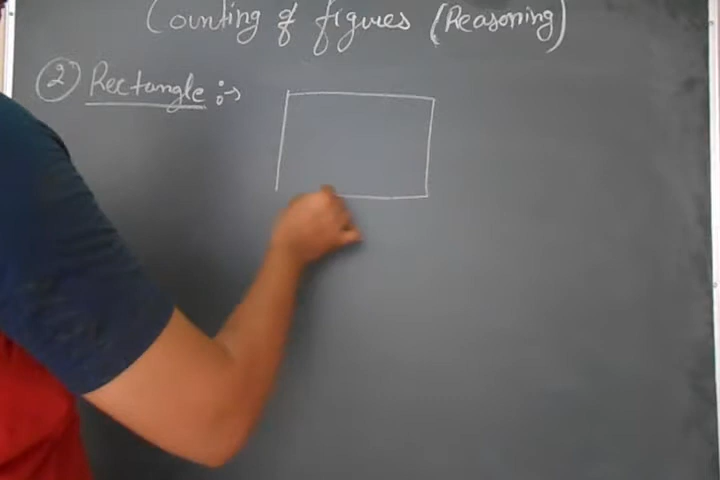 Counting of figures (Reasoning)
2 Rectangle :→